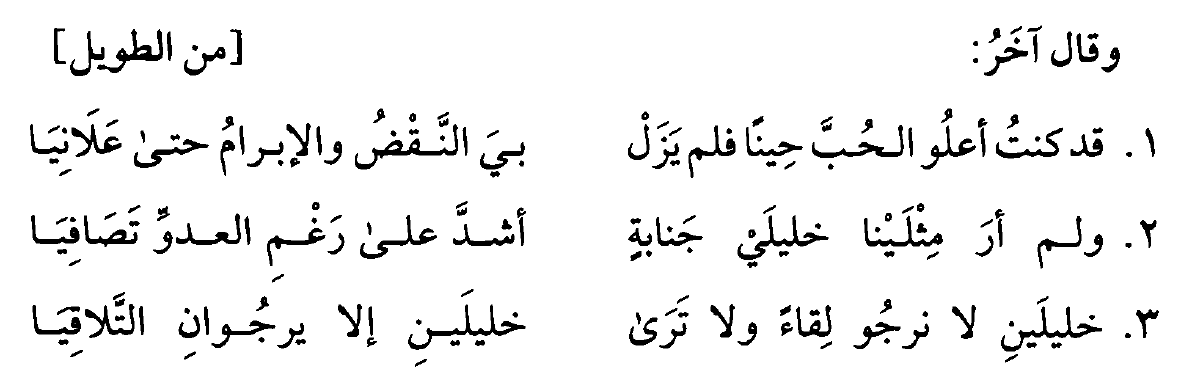 وقال آخَرُ: [من الطويل]
١. قد كنتُ أعلُو الحُبَّ حِينًا فلم يَزَلْ بيَ النَّقْضُ والإبرامُ حتىٰ عَلَانِيَا
٢. ولم أرَ مِثْلَيْنا خليلَيْ جَنابةٍ أشدَّ علىٰ رَغْمِ العدوِّ تَصَافِيَا
٣. خليلَينِ لا نرجُو لِقاءً ولا تَرَىٰ خليلَينِ إلا يرجُوانِ التَّلاقِيَا